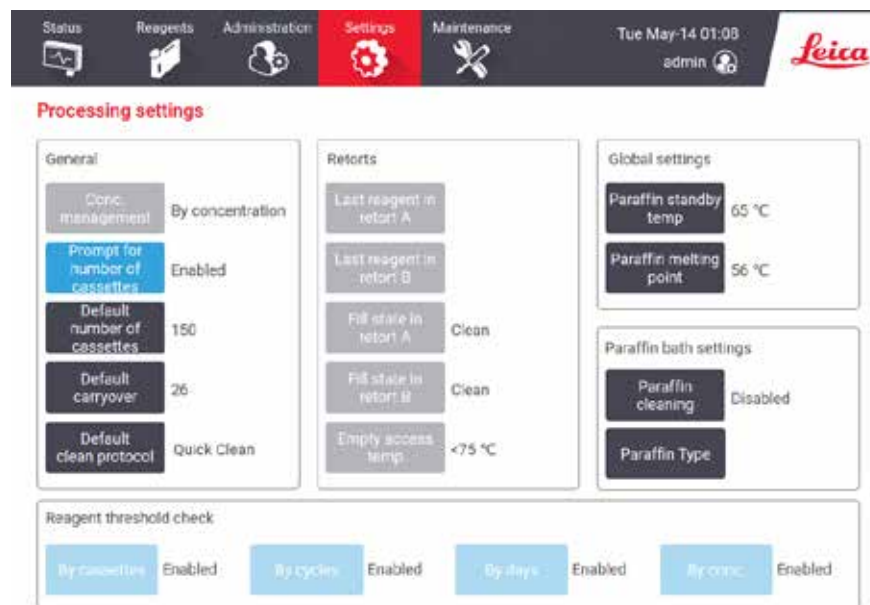 Status Reagents Administration Settings Maintenance Tue May-14 01:08
admin
Leica
Processing settings
General
Conc.
management
By concentration
Prompt for
number of
cassettes
Enabled
Default
number of
cassettes
150
Default
carryover
26
Default
clean protocol
Quick Clean
Retorts
Last reagent in
retort A
Last reagent in
retort B
Fill state in
retort A
Clean
Fill state in
retort B
Clean
Empty access
temp
<75 °C
Global settings
Paraffin standby
temp
65 °C
Paraffin melting
point
56 °C
Paraffin bath settings
Paraffin
cleaning
Disabled
Paraffin Type
Reagent threshold check
By cassettes Enabled By cycles Enabled By days Enabled By conc. Enabled